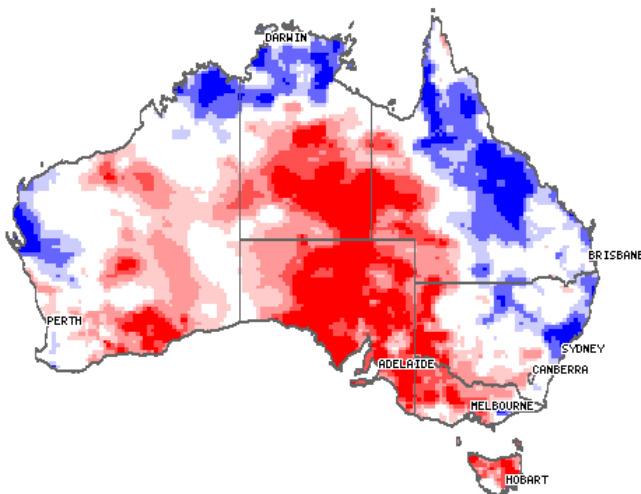 DARWIN
BRISBANE
PERTH
SYDNEY
ADELAIDE
CANBERRA
MELBOURNE
HOBART